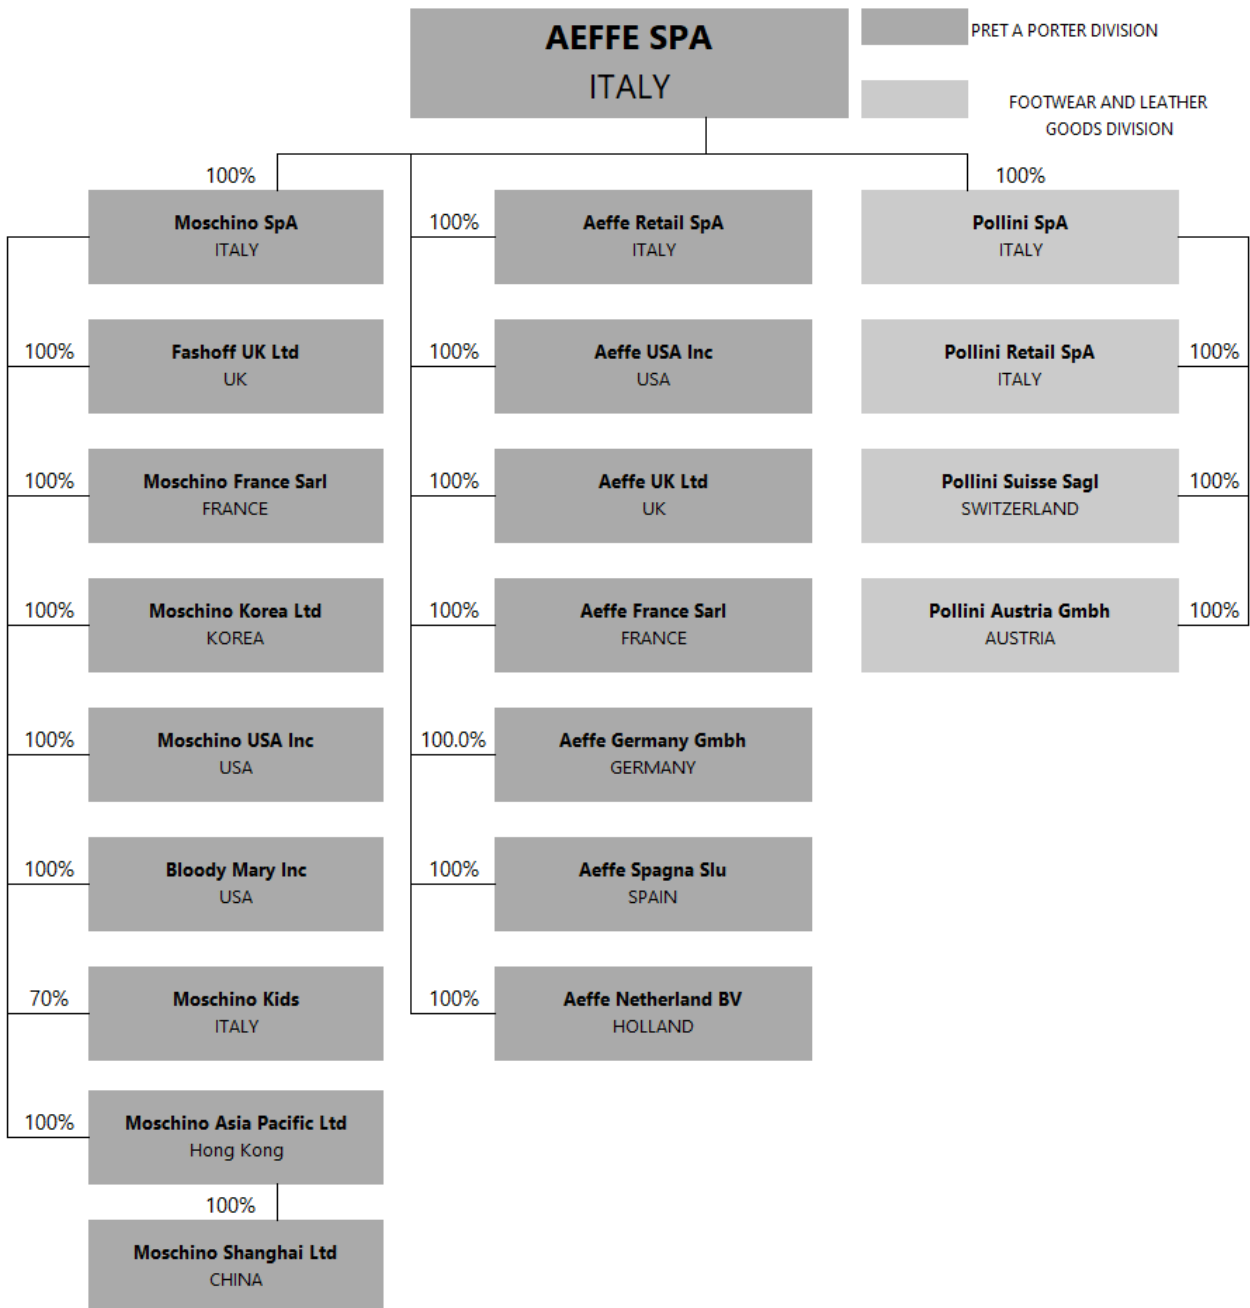 AEFFE SPA
ITALY
PRET A PORTER DIVISION
FOOTWEAR AND LEATHER
GOODS DIVISION
100%
100%
Moschino SpA
ITALY
100%
Aeffe Retail SpA
ITALY
Pollini SpA
ITALY
100%
Fashoff UK Ltd
UK
100%
Aeffe USA Inc
USA
Pollini Retail SpA
ITALY
100%
100%
Moschino France Sarl
FRANCE
100%
Aeffe UK Ltd
UK
Pollini Suisse Sagl
SWITZERLAND
100%
100%
Moschino Korea Ltd
KOREA
100%
Aeffe France Sarl
FRANCE
Pollini Austria Gmbh
AUSTRIA
100%
100%
Moschino USA Inc
USA
100.0%
Aeffe Germany Gmbh
GERMANY
100%
Bloody Mary Inc
USA
100%
Aeffe Spagna Slu
SPAIN
70%
Moschino Kids
ITALY
100%
Aeffe Netherland BV
HOLLAND
100%
Moschino Asia Pacific Ltd
Hong Kong
100%
Moschino Shanghai Ltd
CHINA